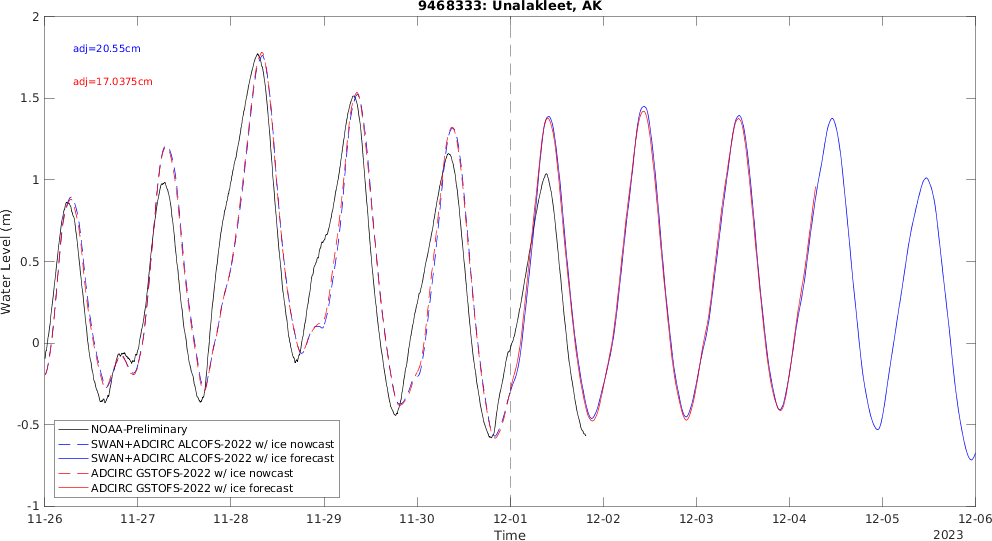 9468333: Unalakleet, AK
2
adj=20.55cm
adj=17.0375cm
1.5
1
0.5
0
-0.5
-1
Water Level (m)
NOAA-Preliminary
SWAN+ADCIRC ALCOFS-2022 w/ ice nowcast
SWAN+ADCIRC ALCOFS-2022 w/ ice forecast
ADCIRC GSTOFS-2022 w/ ice nowcast
ADCIRC GSTOFS-2022 w/ ice forecast
11-26 11-27 11-28 11-29 11-30 12-01 12-02 12-03 12-04 12-05 12-06
Time
2023